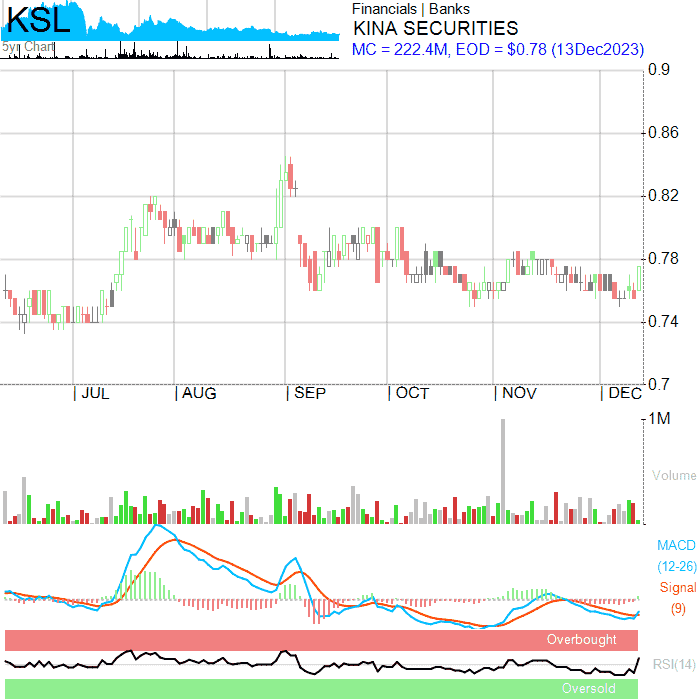 KSL
5yr Chart
Financials | Banks
KINA SECURITIES
MC = 222.4M, EOD = $0.78 (13Dec2023)
0.9
0.86
0.82
0.78
0.74
0.7
| JUL | AUG | SEP | OCT | NOV | DEC
1M
Volume
MACD
(12-26)
Signal
(9)
Overbought
RSI(14)
Oversold